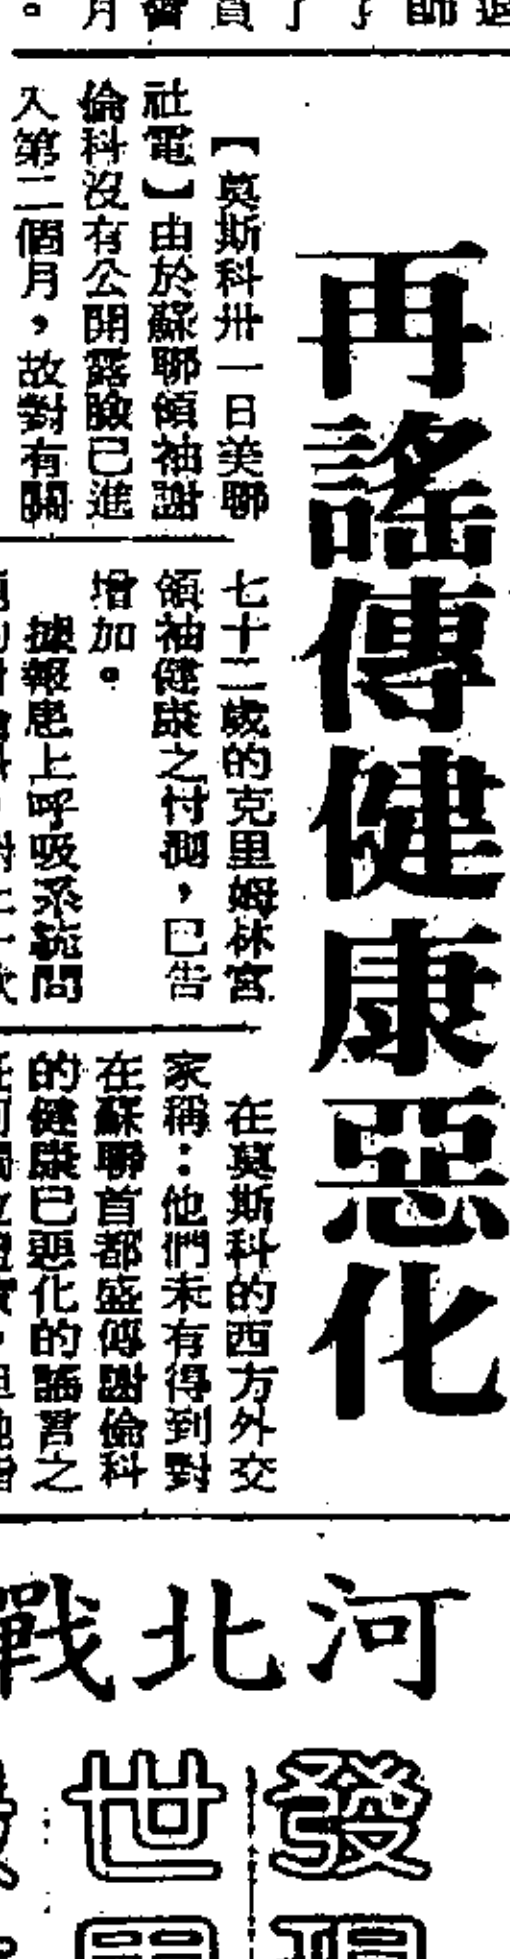 再謠傳健康惡化
【莫斯科卅一日美聯
社電】由於蘇聯領袖謝
倫科沒有公開露臉已進
入第二個月，故對有關
七十二歲的克里姆林宮
領袖健康之忖測，已告
增加。
據報患上呼吸系統問
在莫斯科的西方外交
家稱：他們未有得到對
在蘇聯首都盛傳謝倫科
的健康已惡化的謠言之
河北戰
發現
世界